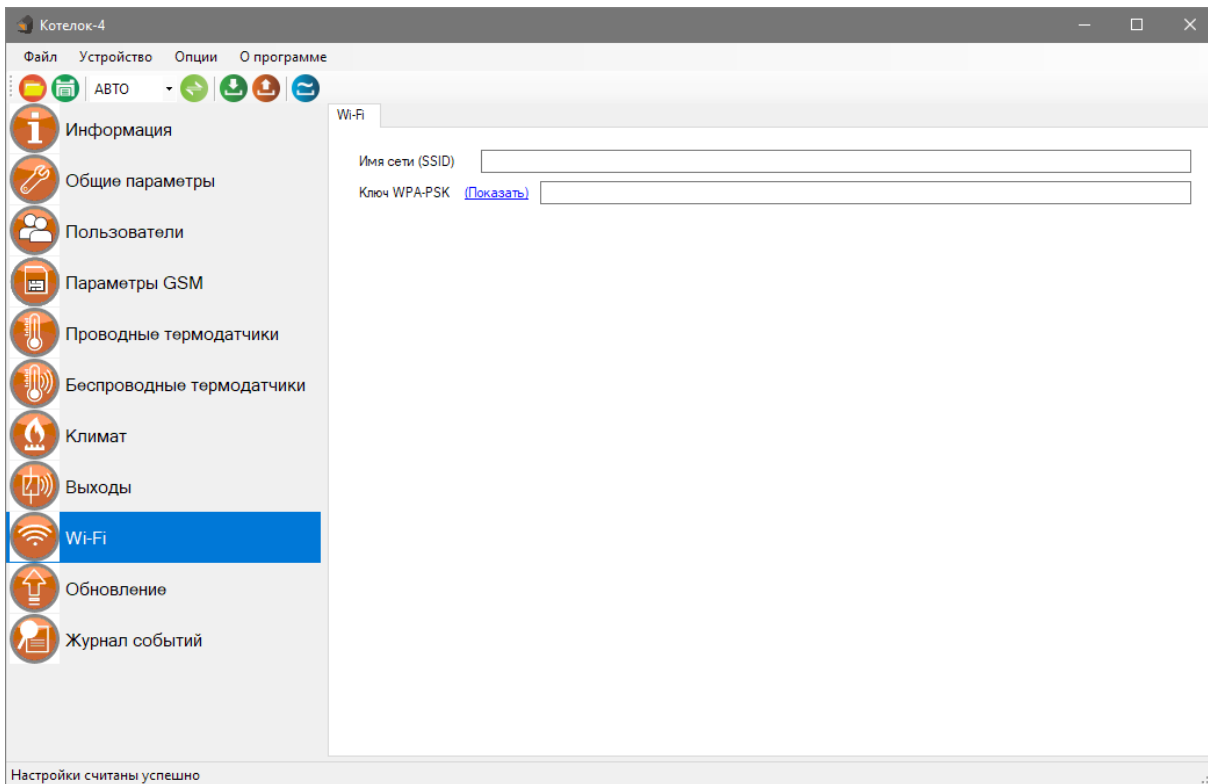 Котелок-4
Файл Устройство Опции О программе
АВТО
Информация
Общие параметры
Пользователи
Параметры GSM
Проводные термодатчики
Беспроводные термодатчики
Климат
Выходы
Wi-Fi
Обновление
Журнал событий
Wi-Fi
Имя сети (SSID)
Ключ WPA-PSK (Показать)
Настройки считаны успешно